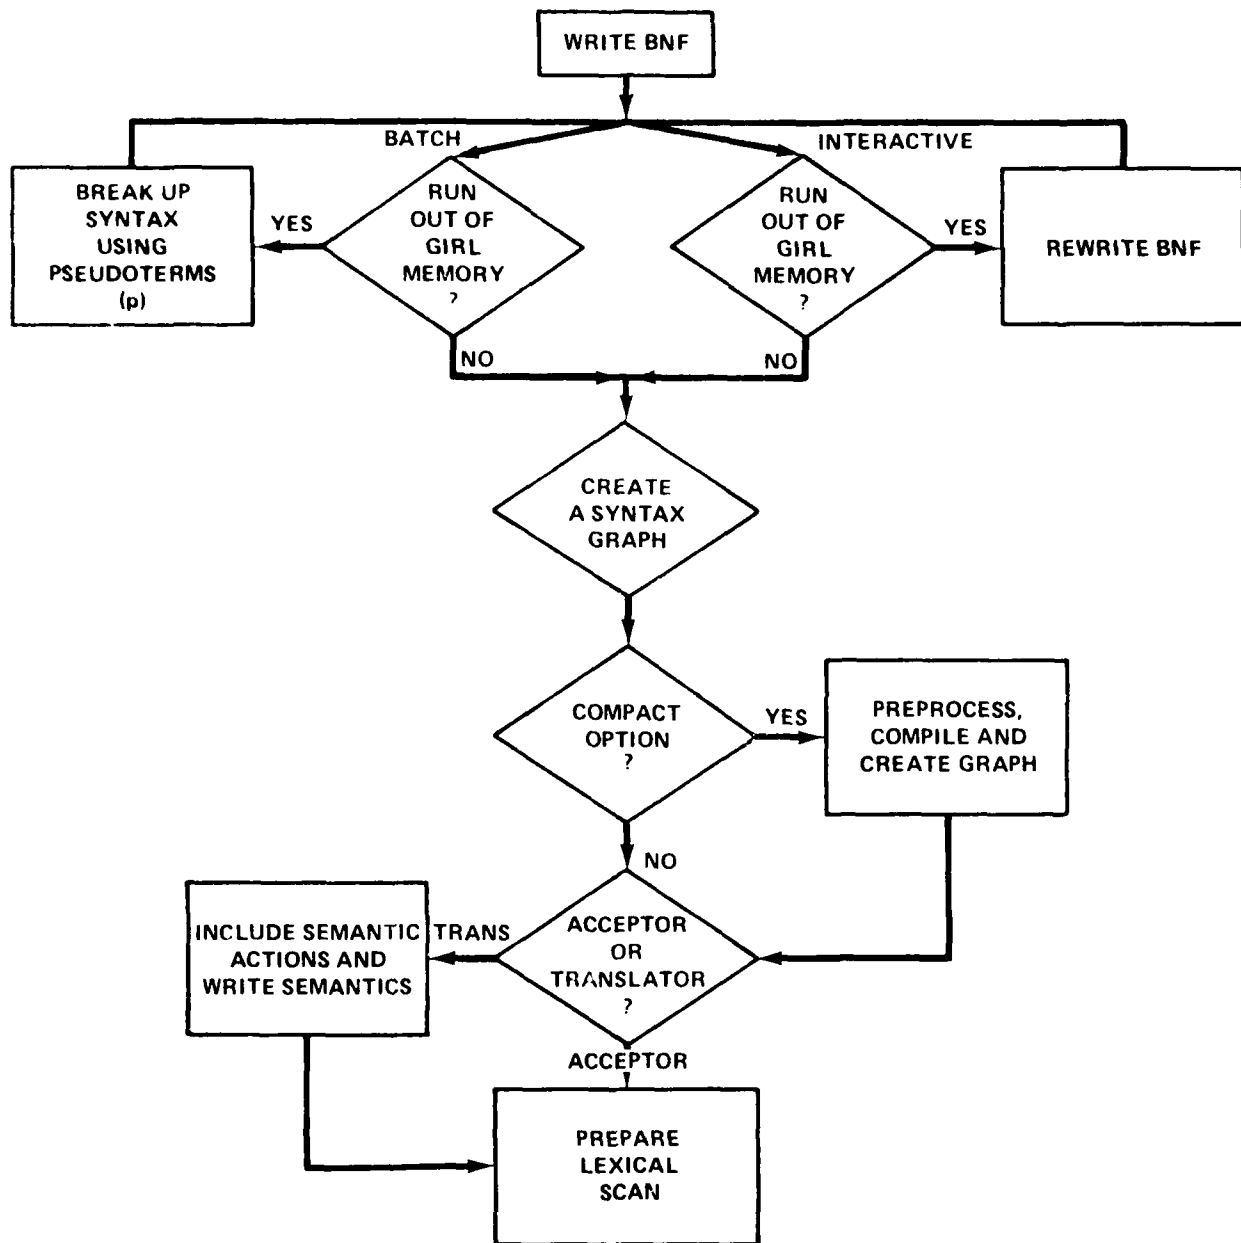 WRITE BNF
BATCH
INTERACTIVE
BREAK UP
SYNTAX
USING
PSEUDOTERMS
(p)
YES
RUN
OUT OF
GIRL
MEMORY
?
RUN
OUT OF
GIRL
MEMORY
?
YES
REWRITE BNF
NO
NO
CREATE
A SYNTAX
GRAPH
COMPACT
OPTION
?
YES
PREPROCESS,
COMPILE AND
CREATE GRAPH
NO
INCLUDE SEMANTIC
ACTIONS AND
WRITE SEMANTICS
TRANS
ACCEPTOR
OR
TRANSLATOR
?
ACCEPTOR
PREPARE
LEXICAL
SCAN